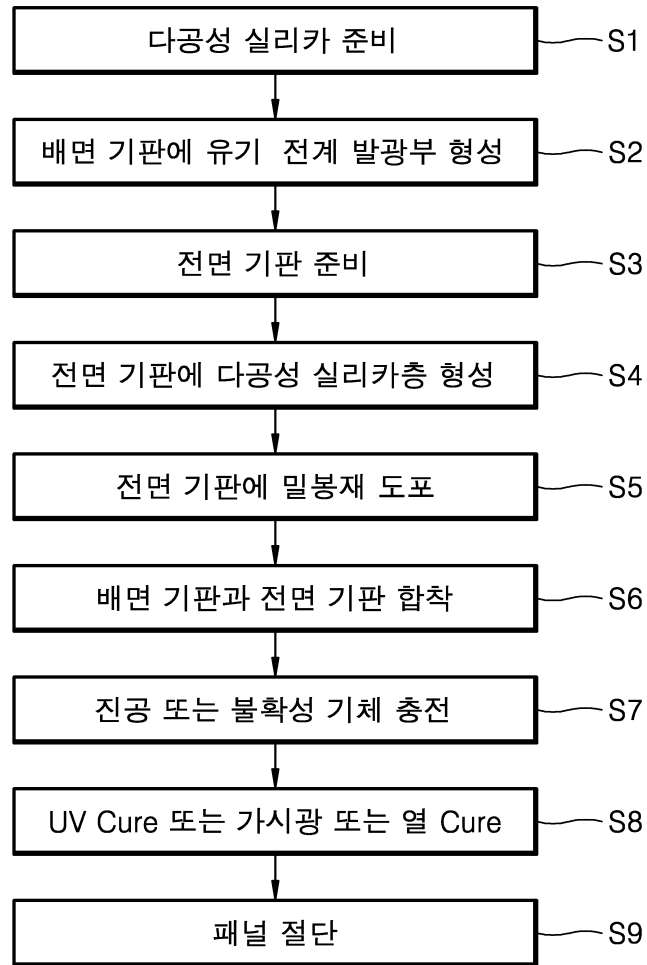 다공성 실리카 준비 S1
배면 기판에 유기 전계 발광부 형성 S2
전면 기판 준비 S3
전면 기판에 다공성 실리카층 형성 S4
전면 기판에 밀봉재 도포 S5
배면 기판과 전면 기판 합착 S6
진공 또는 불확성 기체 충전 S7
UV Cure 또는 가시광 또는 열 Cure S8
패널 절단 S9